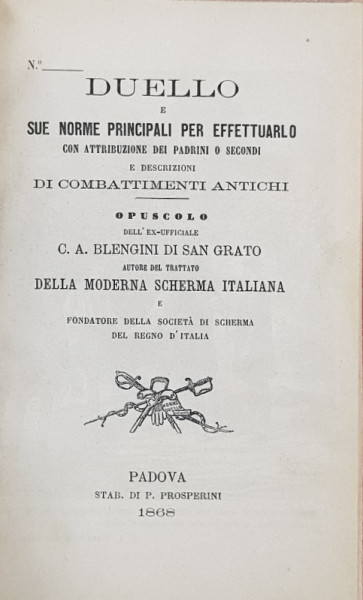 N.º
DUELLO
E
SUE NORME PRINCIPALI PER EFFETTUARLO
CON ATTRIBUZIONE DEI PADRINI O SECONDI
E DESCRIZIONI
DI COMBATTIMENTI ANTICHI
OPUSCOLO
DELL' EX-UFFICIALE
C. A. BLENGINI DI SAN GRATO
AUTORE DEL TRATTATO
DELLA MODERNA SCHERMA ITALIANA
E
FONDATORE DELLA SOCIETÀ DI SCHERMA
DEL REGNO D' ITALIA
PADOVA
STAB. DI P. PROSPERINI
1868